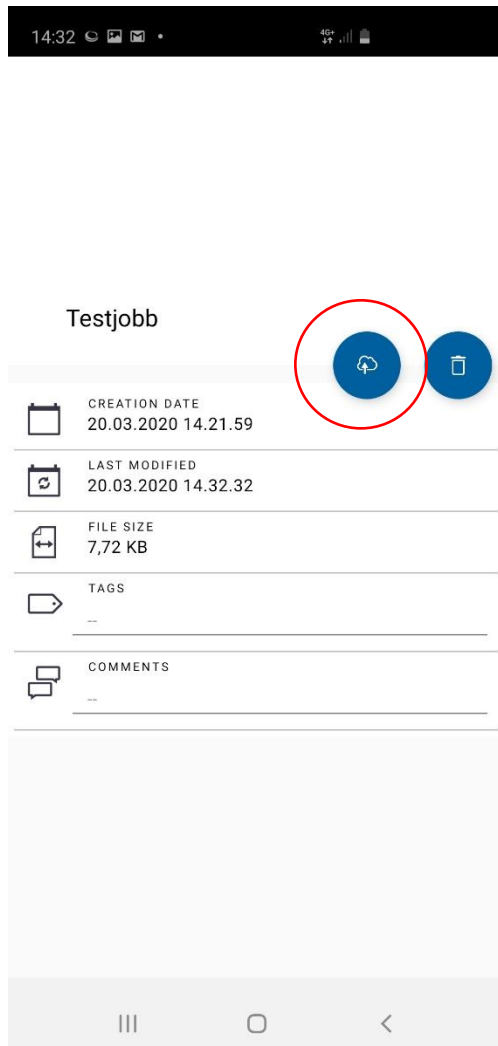 14:32
4G+
Testjobb
CREATION DATE
20.03.2020 14.21.59
LAST MODIFIED
20.03.2020 14.32.32
FILE SIZE
7,72 KB
TAGS
--
COMMENTS
--